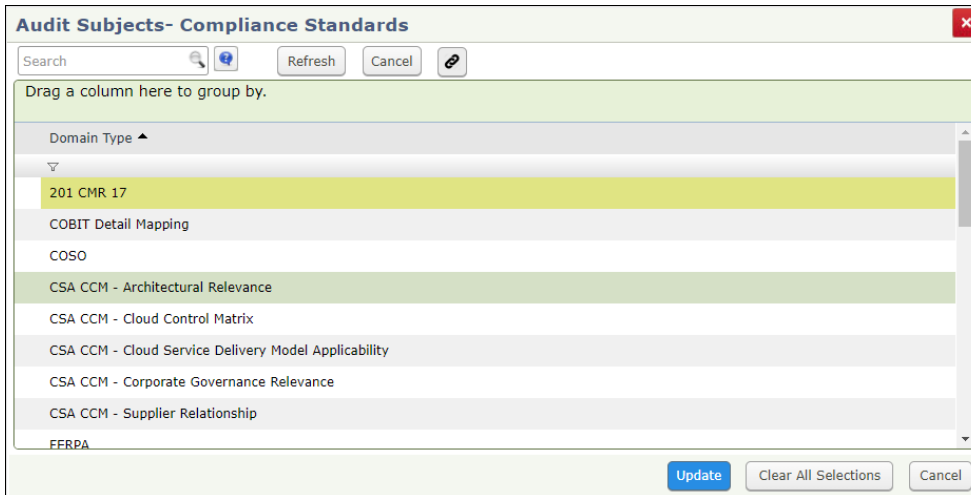 Audit Subjects- Compliance Standards
Search Refresh Cancel
Drag a column here to group by.
Domain Type
201 CMR 17
COBIT Detail Mapping
COSO
CSA CCM - Architectural Relevance
CSA CCM - Cloud Control Matrix
CSA CCM - Cloud Service Delivery Model Applicability
CSA CCM - Corporate Governance Relevance
CSA CCM - Supplier Relationship
FERPA
Update Clear All Selections Cancel